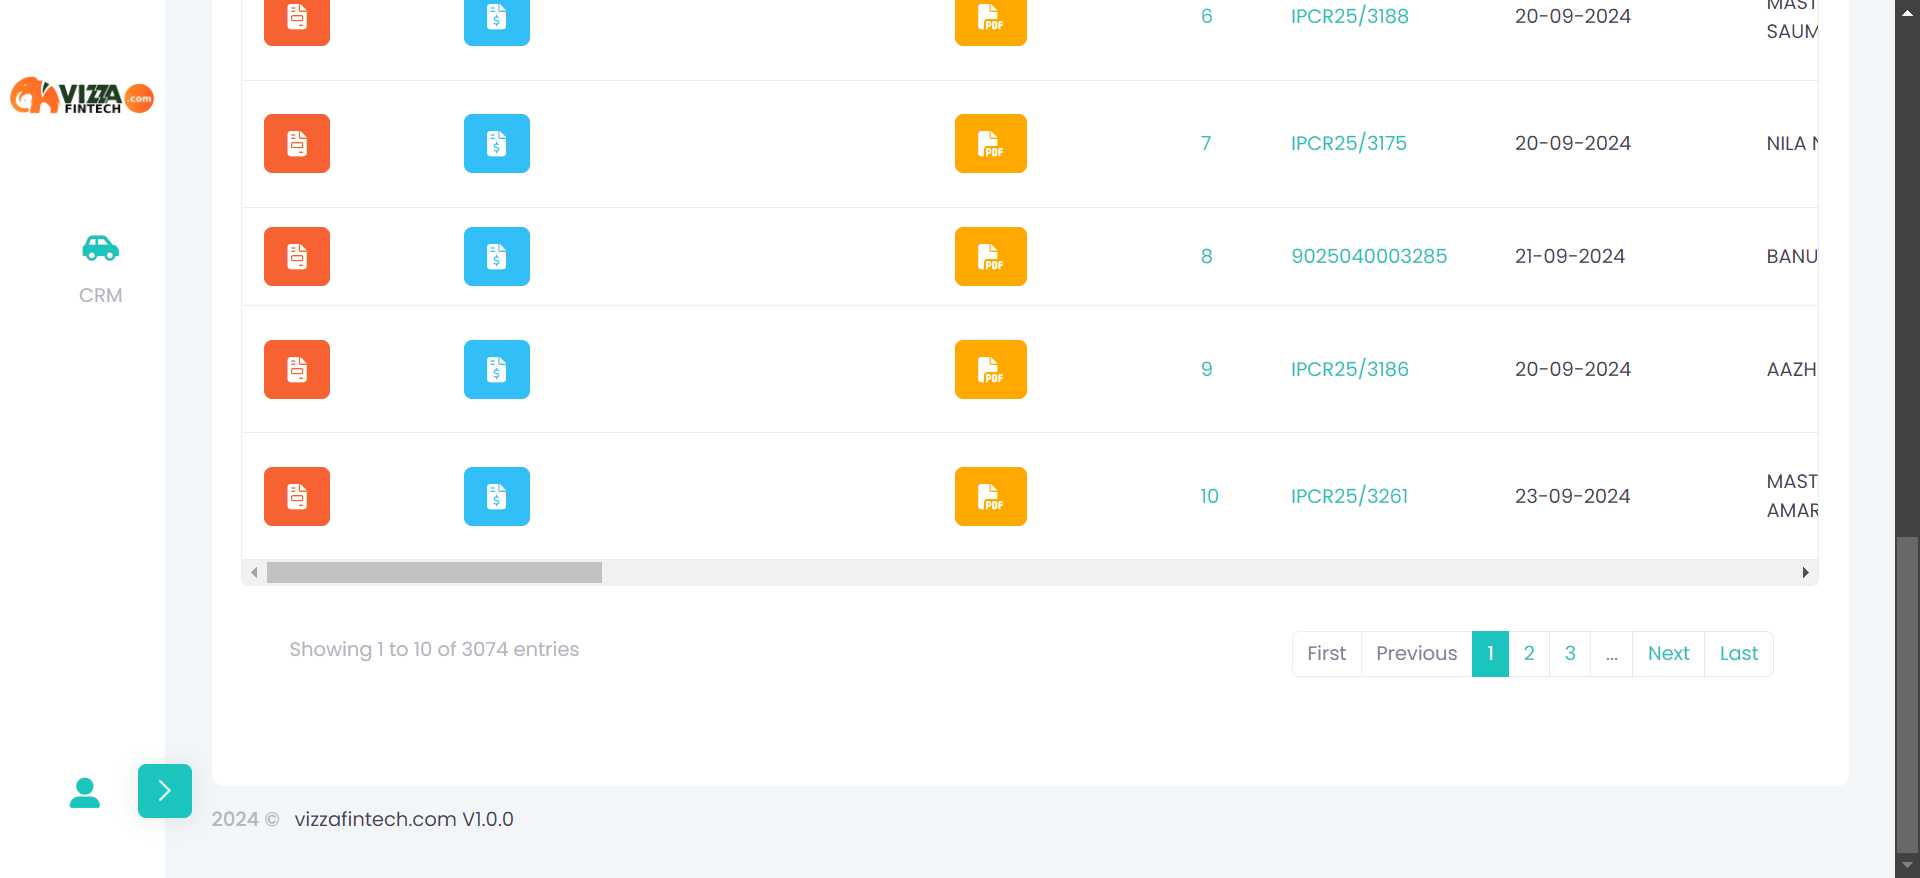 6 IPCR25/3188 20-09-2024
SAUM
VIZZA
FINTECH .com
PDF 7 IPCR25/3175 20-09-2024 NILA
PDF 8 9025040003285 21-09-2024 BANU
CRM
PDF 9 IPCR25/3186 20-09-2024 AAZH
MAST
PDF 10 IPCR25/3261 23-09-2024
AMAR
Showing 1 to 10 of 3074 entries
First Previous 1 2 3 ... Next Last
2024 © vizzafintech.com V1.0.0